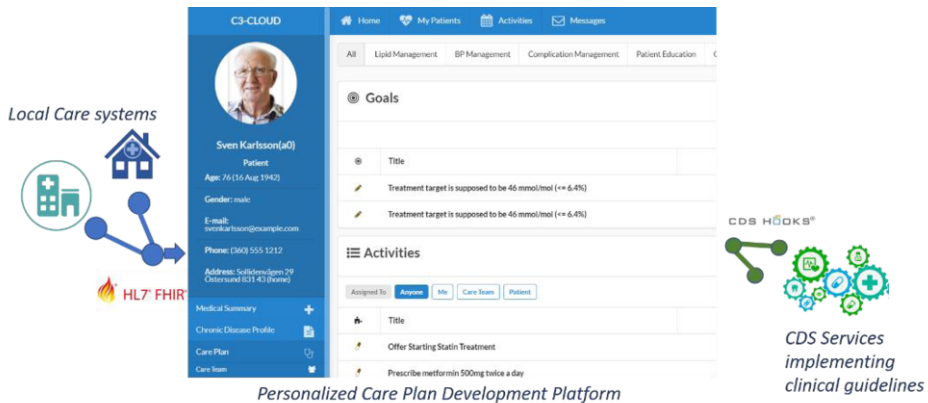 C3-CLOUD
Home
My Patients
Activities
Messages
All
Lipid Management
BP Management
Complication Management
Patient Education
Local Care systems
HL7® FHIR®
Sven Karlsson(a0)
Patient
Age: 76 (16 Aug 1942)
Gender: male
E-mail:
svenkarlsson@example.com
Phone: (360) 555 1212
Address: Sollidenvägen 29
Östersund 831 43 (home)
Medical Summary
Chronic Disease Profile
Care Plan
Care Team
Goals
Title
Treatment target is supposed to be 46 mmol/mol (<= 6.4%)
Treatment target is supposed to be 46 mmol/mol (<= 6.4%)
Activities
Assigned To
Anyone
Me
Care Team
Patient
Title
Offer Starting Statin Treatment
Prescribe metformin 500mg twice a day
CDS HOOKS®
CDS Services
implementing
clinical guidelines
Personalized Care Plan Development Platform